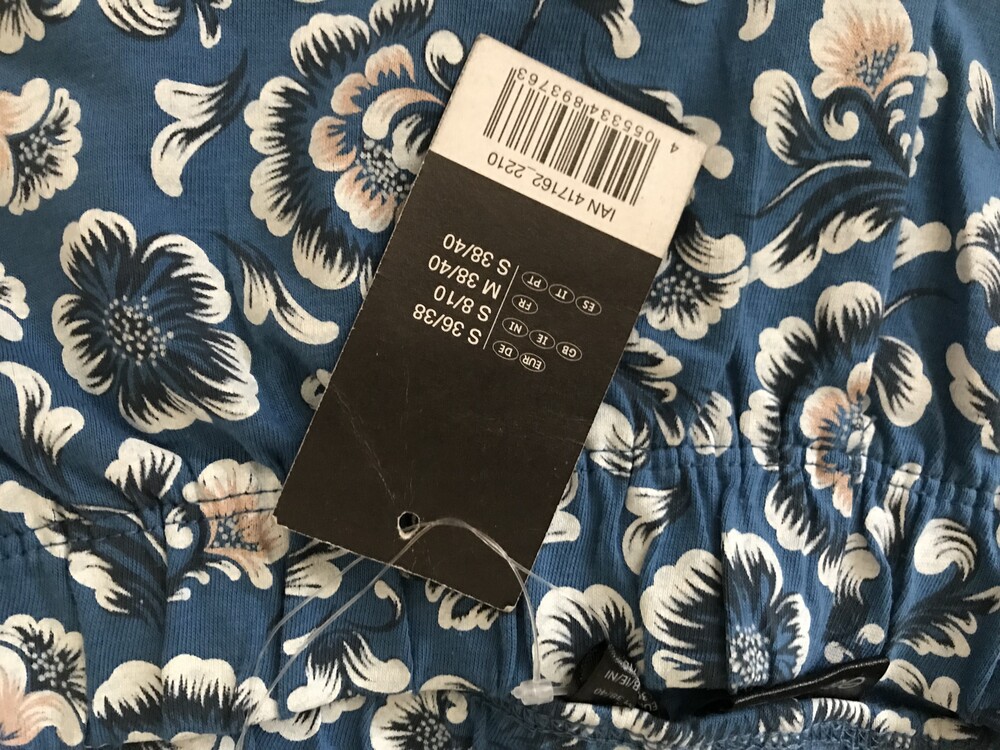 4 055334 893763
IAN 417162_2210
EUR DE S 36/38
GB IE NI S 8/10
FR M 38/40
ES IT PT S 38/40